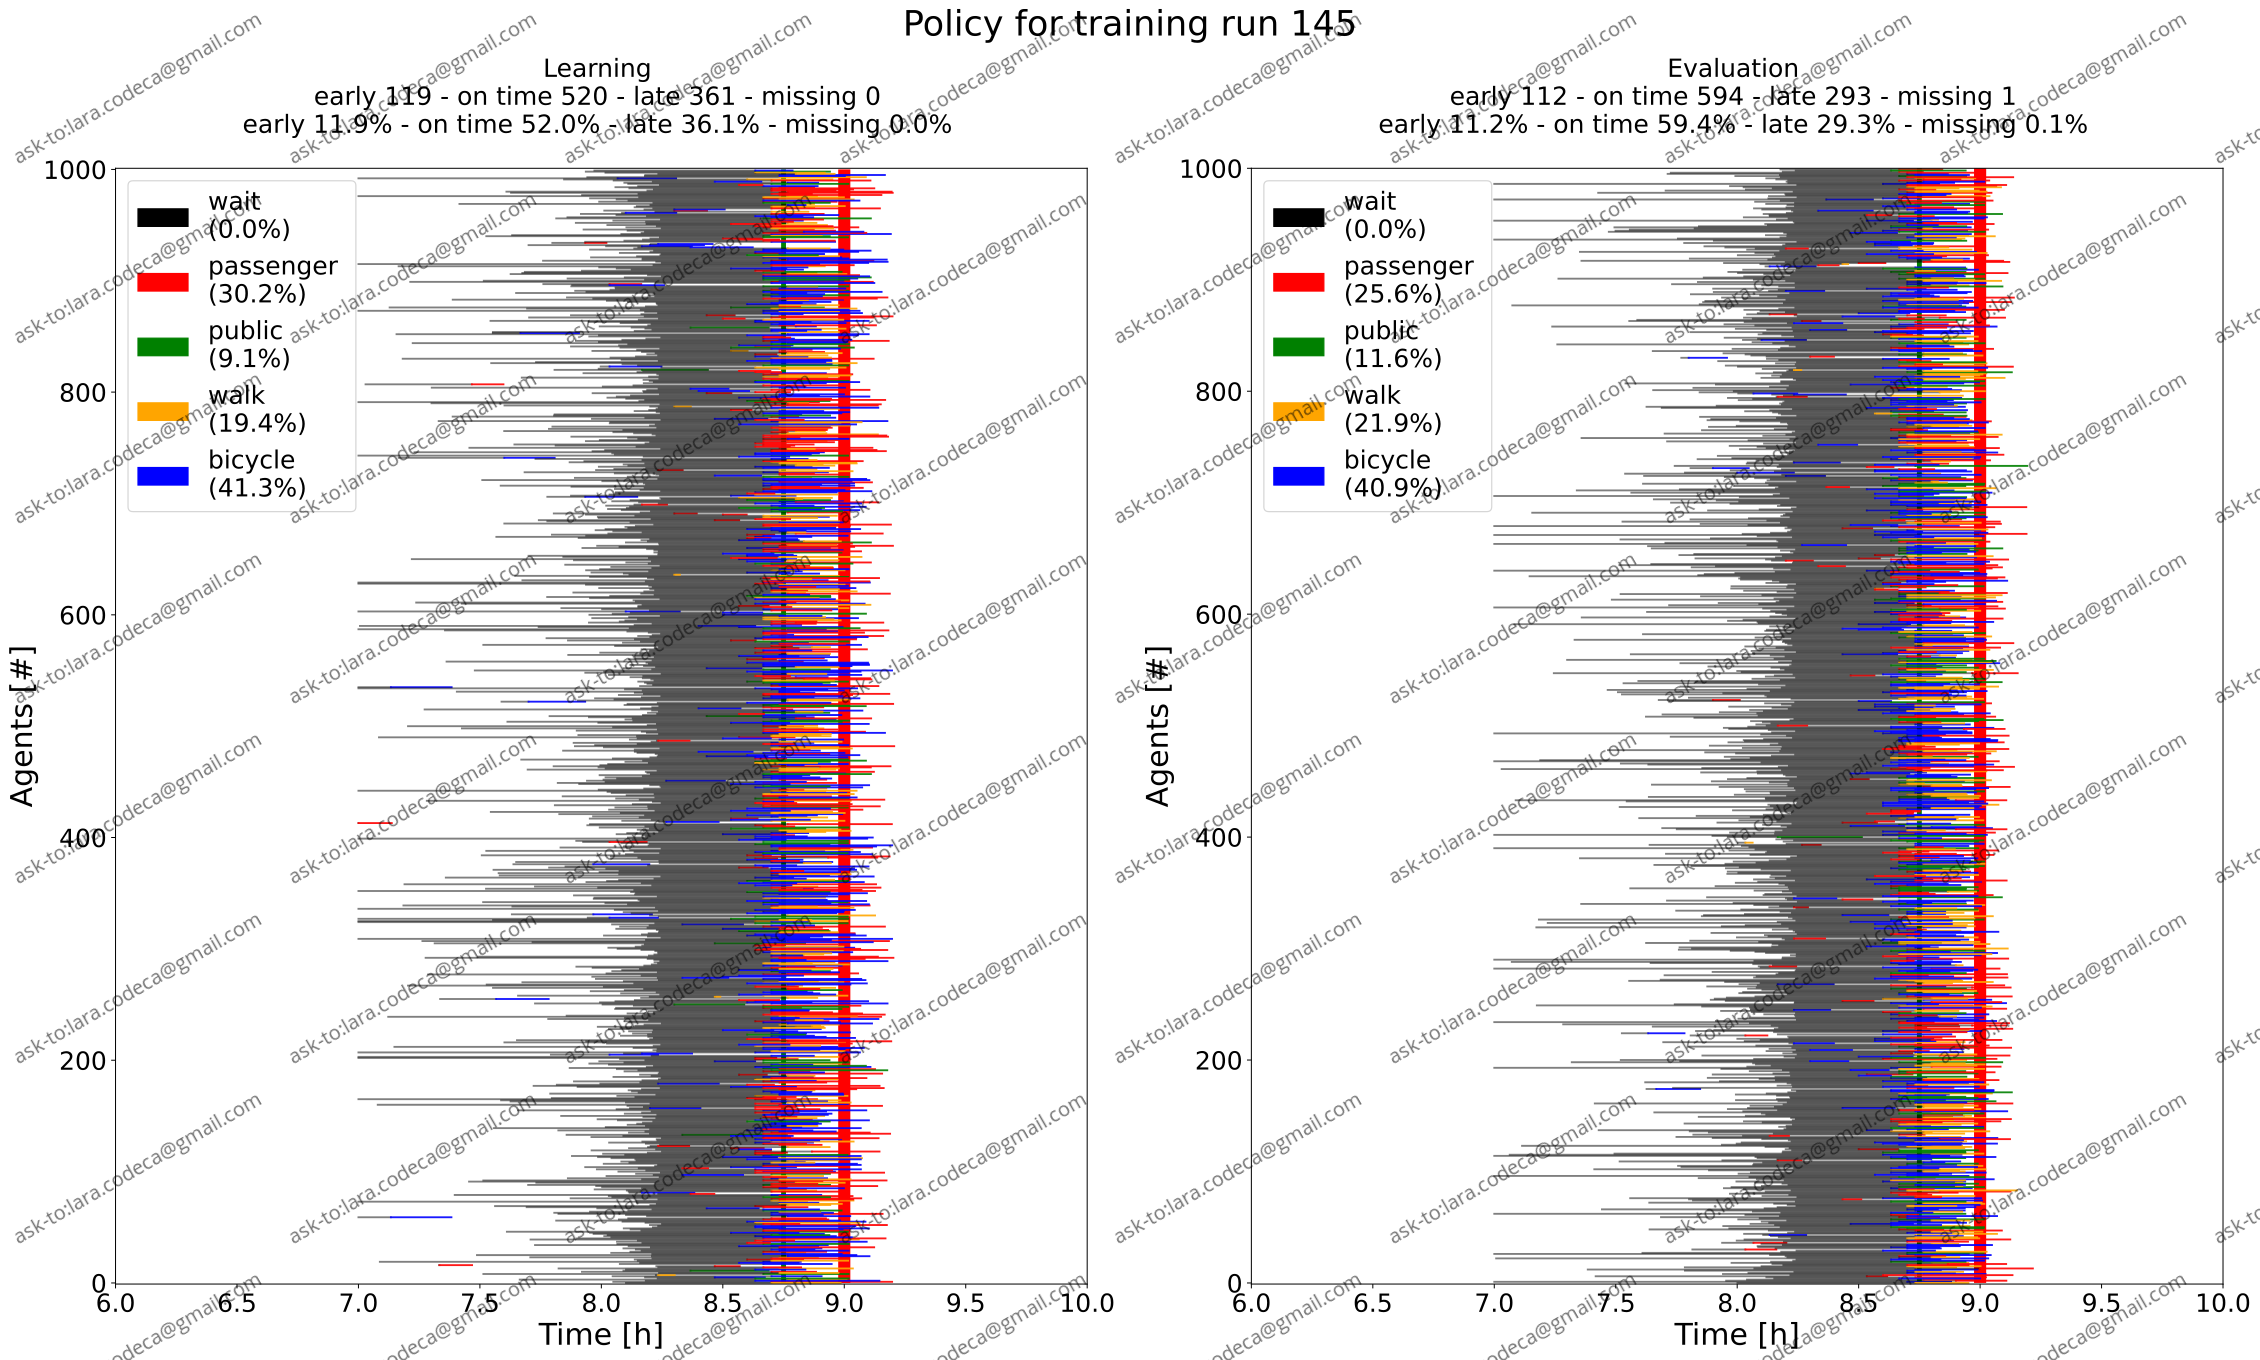 Policy for training run 145
Learning
early 119 - on time 520 - late 361 - missing 0
early 11.9% - on time 52.0% - late 36.1% - missing 0.0%
1000
800
600
400
200
0
Agents [#]
wait
(0.0%)
passenger
(30.2%)
public
(9.1%)
walk
(19.4%)
bicycle
(41.3%)
6.0 6.5 7.0 7.5 8.0 8.5 9.0 9.5 10.0
Time [h]
Evaluation
early 112 - on time 594 - late 293 - missing 1
early 11.2% - on time 59.4% - late 29.3% - missing 0.1%
1000
800
600
400
200
0
Agents [#]
wait
(0.0%)
passenger
(25.6%)
public
(11.6%)
walk
(21.9%)
bicycle
(40.9%)
6.0 6.5 7.0 7.5 8.0 8.5 9.0 9.5 10.0
Time [h]
ask-to:lara.codeca@gmail.com